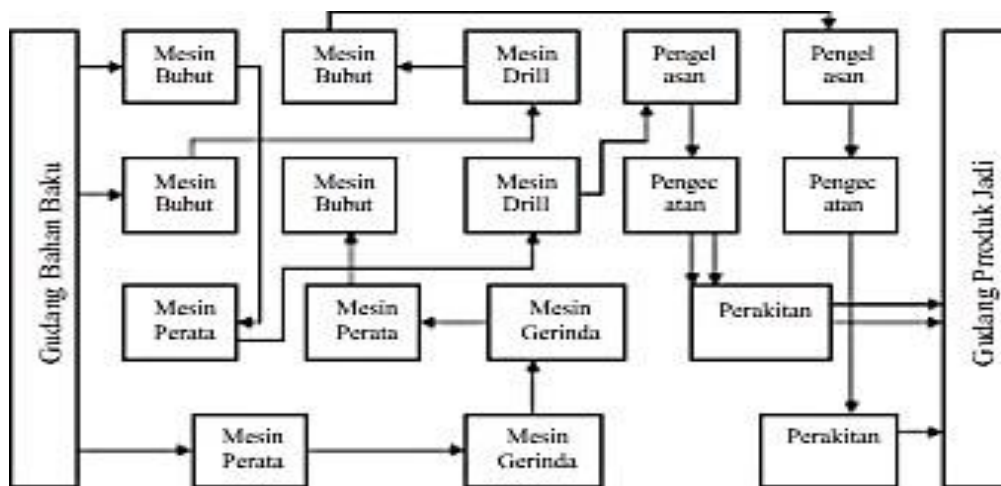 Gudang Bahan Baku
Mesin
Bubut
Mesin
Bubut
Mesin
Drill
Pengel
asan
Pengel
asan
Mesin
Bubut
Mesin
Bubut
Mesin
Drill
Pengec
atan
Pengec
atan
Mesin
Perata
Mesin
Perata
Mesin
Gerinda
Perakitan
Mesin
Perata
Mesin
Gerinda
Perakitan
Gudang Prroduk Jadi